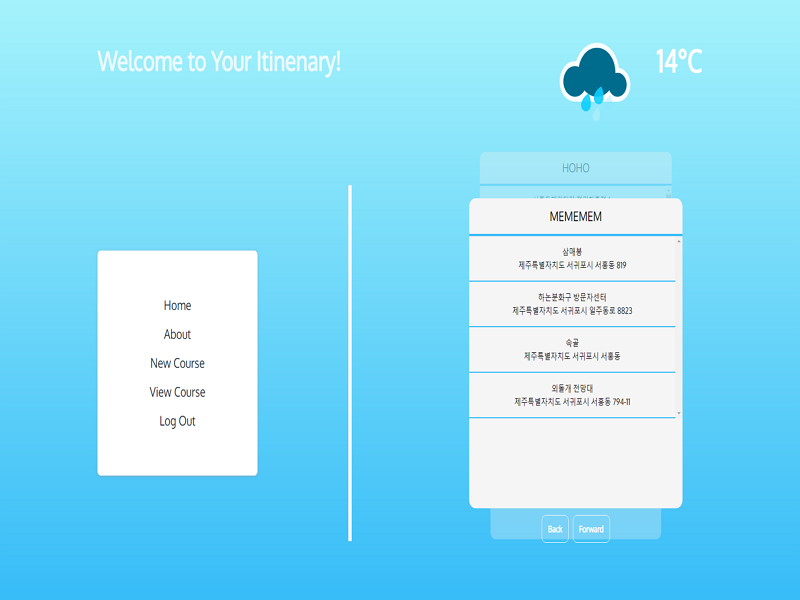 Welcome to Your Itinenary!
14°C
Home
About
New Course
View Course
Log Out
HOHO
MEMEMEM
삼매봉
제주특별자치도 서귀포시 서홍동 819
하논분화구 방문자센터
제주특별자치도 서귀포시 일주동로 8823
속골
제주특별자치도 서귀포시 서홍동
외돌개 전망대
제주특별자치도 서귀포시 서홍동 794-11
Back
Forward